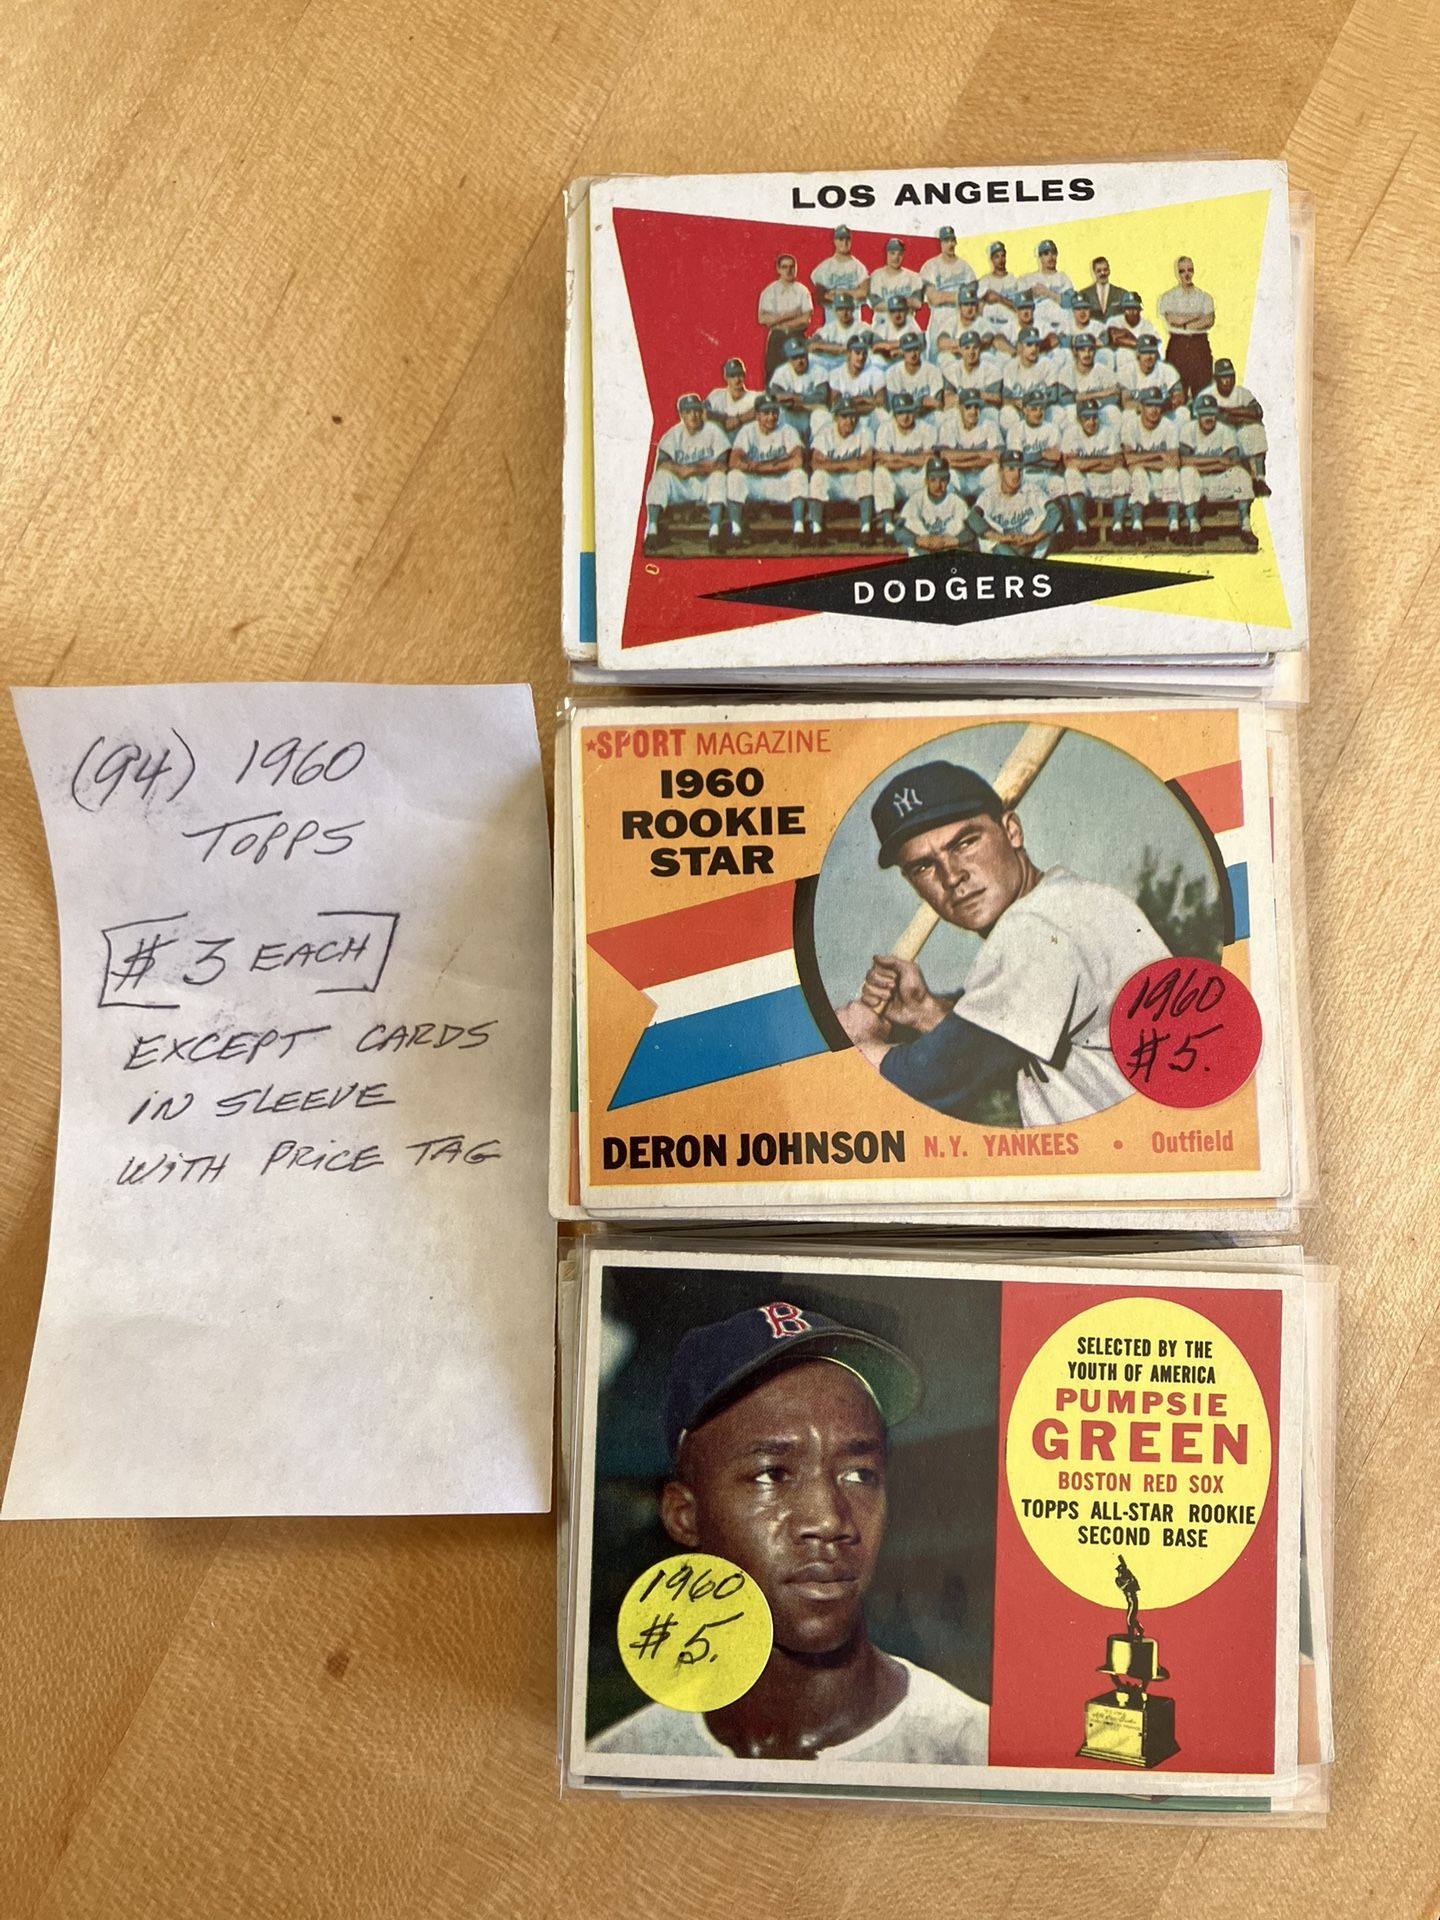 (94) 1960
TOPPS
$3 EACH
EXCEPT CARDS
IN SLEEVE
WITH PRICE TAG
LOS ANGELES
DODGERS
★SPORT MAGAZINE
1960
ROOKIE
STAR
1960
$5.
DERON JOHNSON N.Y. YANKEES • Outfield
B
SELECTED BY THE
YOUTH OF AMERICA
PUMPSIE
GREEN
BOSTON RED SOX
TOPPS ALL-STAR ROOKIE
SECOND BASE
1960
$5.